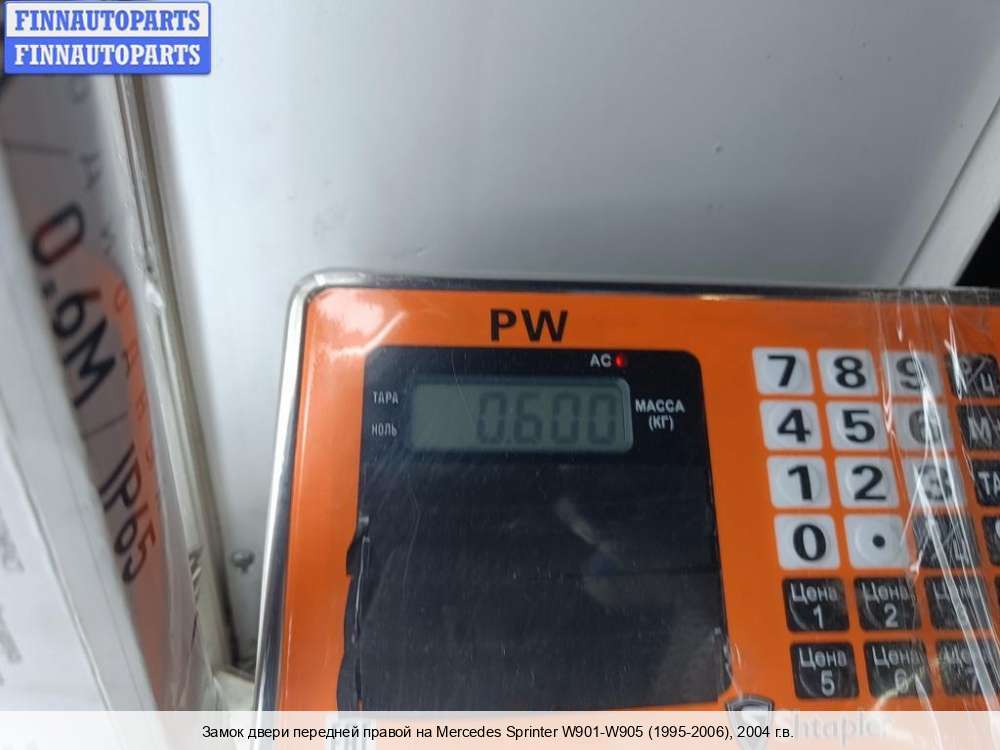 FINNAUTOPARTS
FINNAUTOPARTS
0.6M / IP65
PW
AC
ТАРА
НОЛЬ
0.600
МАССА
(КГ)
7 8 9
4 5 6
1 2 3
0 .
Цена 1
Цена 2
Цена 5
Цена 6
Shtapler
Замок двери передней правой на Mercedes Sprinter W901-W905 (1995-2006), 2004 г.в.